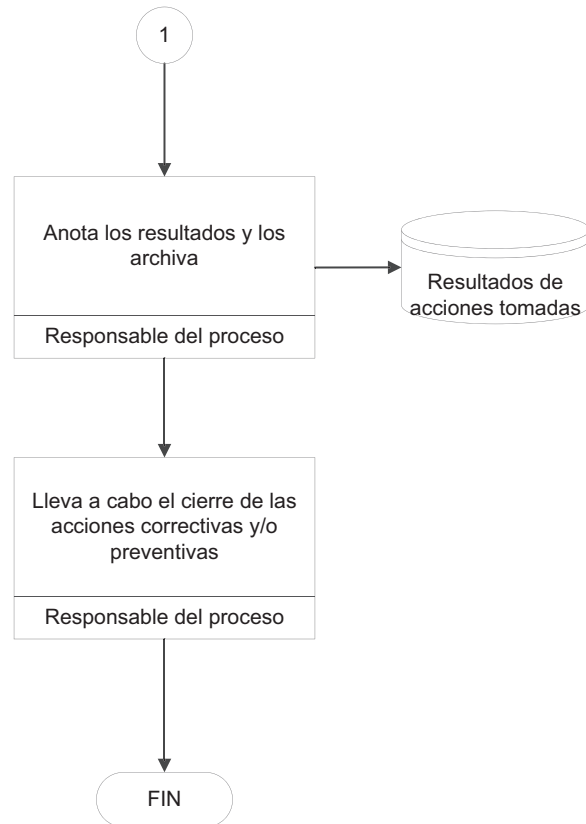 1
Anota los resultados y los
archiva
Responsable del proceso
Resultados de
acciones tomadas
Lleva a cabo el cierre de las
acciones correctivas y/o
preventivas
Responsable del proceso
FIN